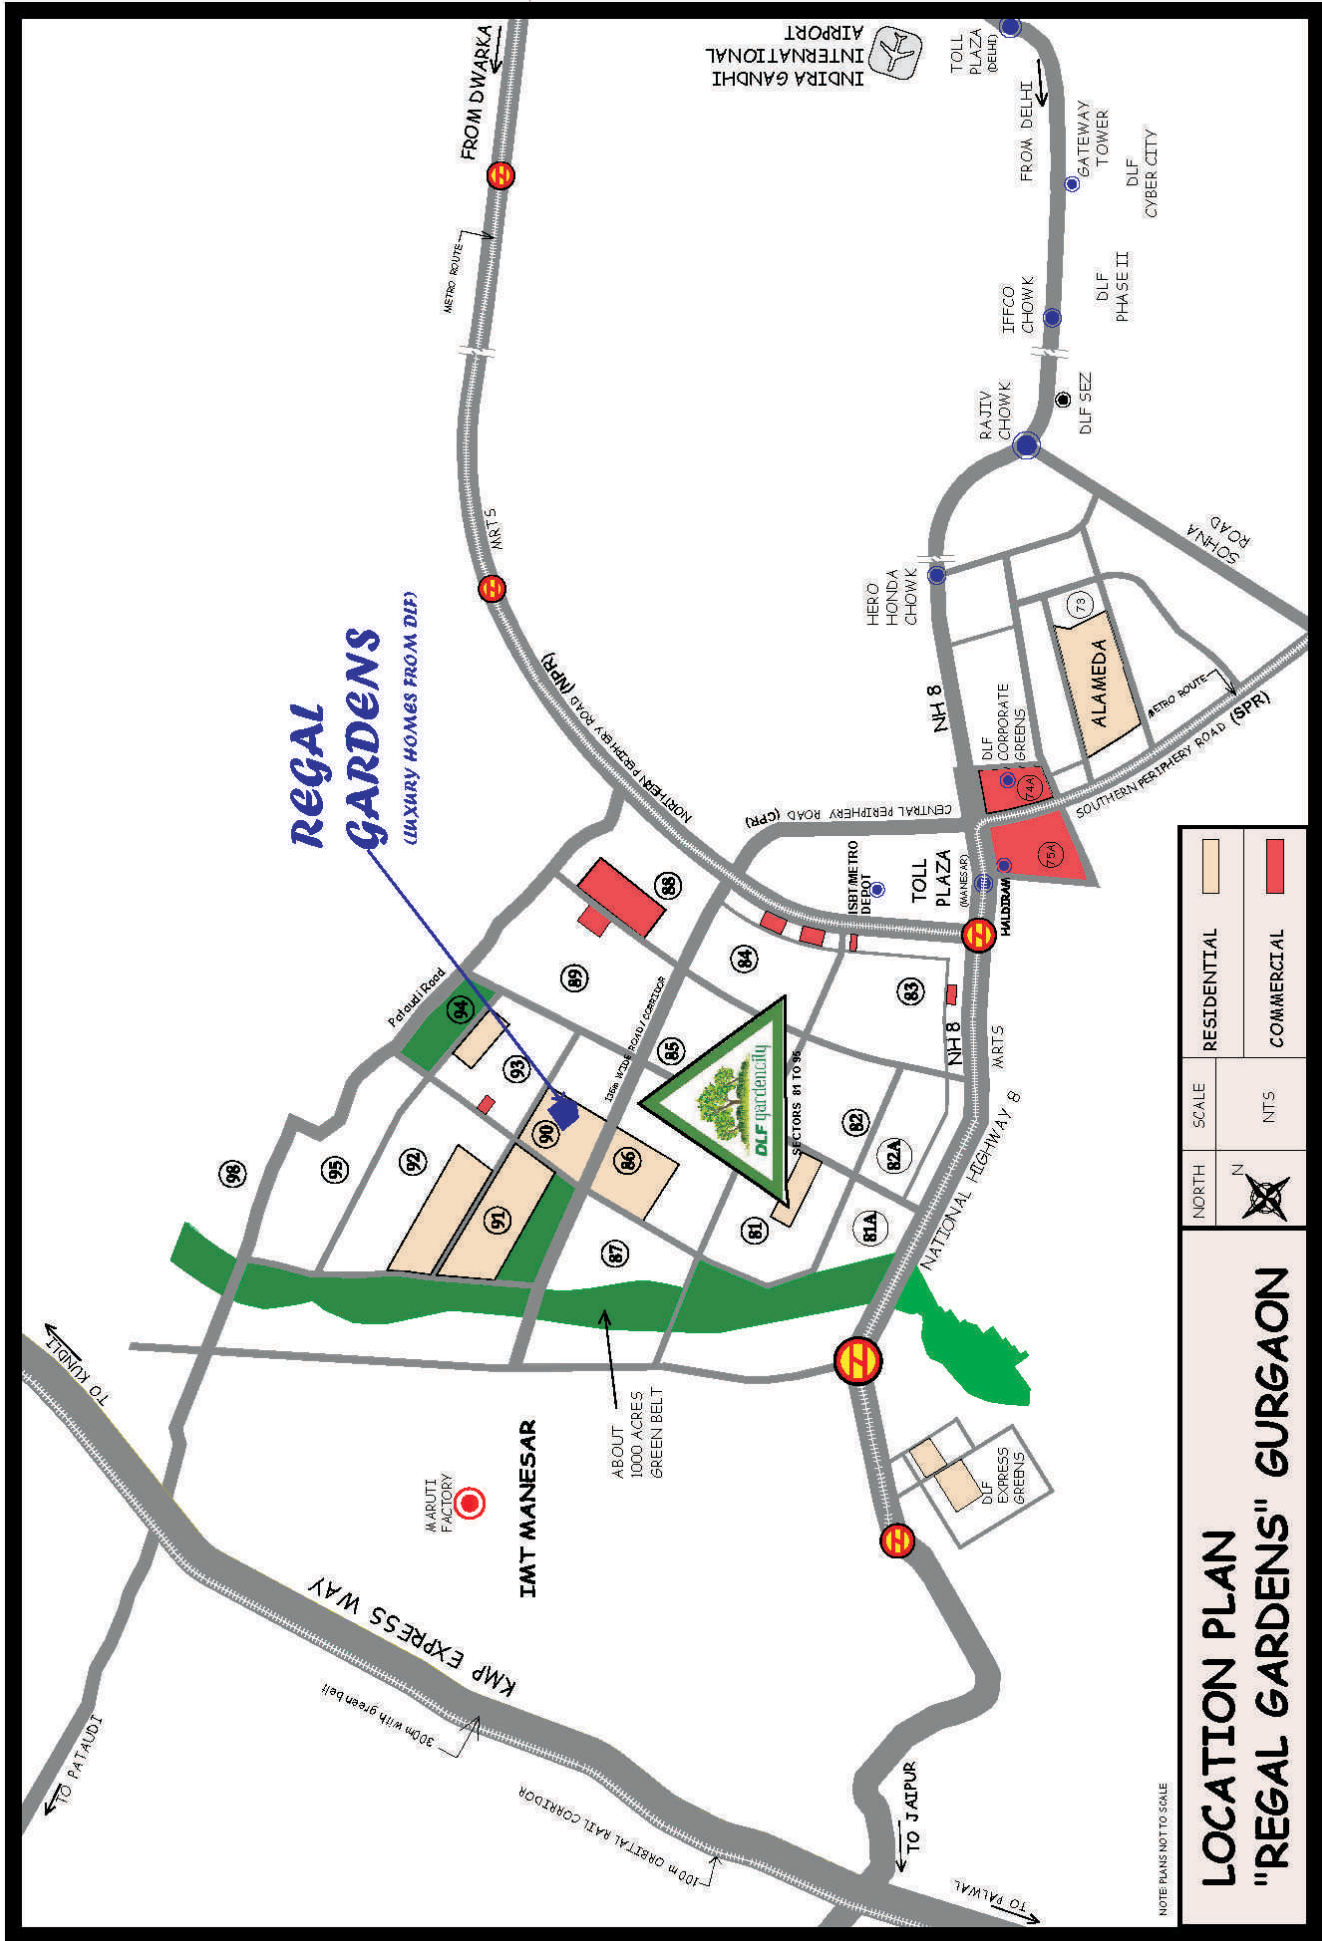 FROM DWARKA
METRO ROUTE
MRTS
INDIRA GANDHI
INTERNATIONAL
AIRPORT
TOLL
PLAZA
(DELHI)
FROM DELHI
GATEWAY
TOWER
DLF
CYBER CITY
IFFCO
CHOWK
DLF
PHASE II
RAJIV
CHOWK
DLF SEZ
SOHNA
ROAD
HERO
HONDA
CHOWK
NH 8
73
ALAMEDA
METRO ROUTE
SOUTHERN PERIPHERY ROAD (SPR)
DLF
CORPORATE
GREENS
74A
75A
CENTRAL PERIPHERY ROAD (CPR)
NORTHERN PERIPHERY ROAD (NPR)
REGAL
GARDENS
(LUXURY HOMES FROM DLF)
ISBT/METRO
DEPOT
TOLL
PLAZA
(MANESAR)
HALDIRAM
88
89
84
83
NH 8
MRTS
Pataudi Road
94
93
136m WIDE ROAD / CORRIDOR
85
DLF gardencity
SECTORS 81 TO 95
90
86
82
82A
98
95
92
91
87
81
81A
NATIONAL HIGHWAY 8
TO KUNDLI
ABOUT
1000 ACRES
GREEN BELT
MARUTI
FACTORY
IMT MANESAR
DLF
EXPRESS
GREENS
KMP EXPRESS WAY
300m with green belt
100m ORBITAL RAIL CORRIDOR
TO PATAUDI
TO JAIPUR
TO PALWAL
NOTE: PLANS NOT TO SCALE
LOCATION PLAN
"REGAL GARDENS" GURGAON
NORTH
N
SCALE
NTS
RESIDENTIAL
COMMERCIAL